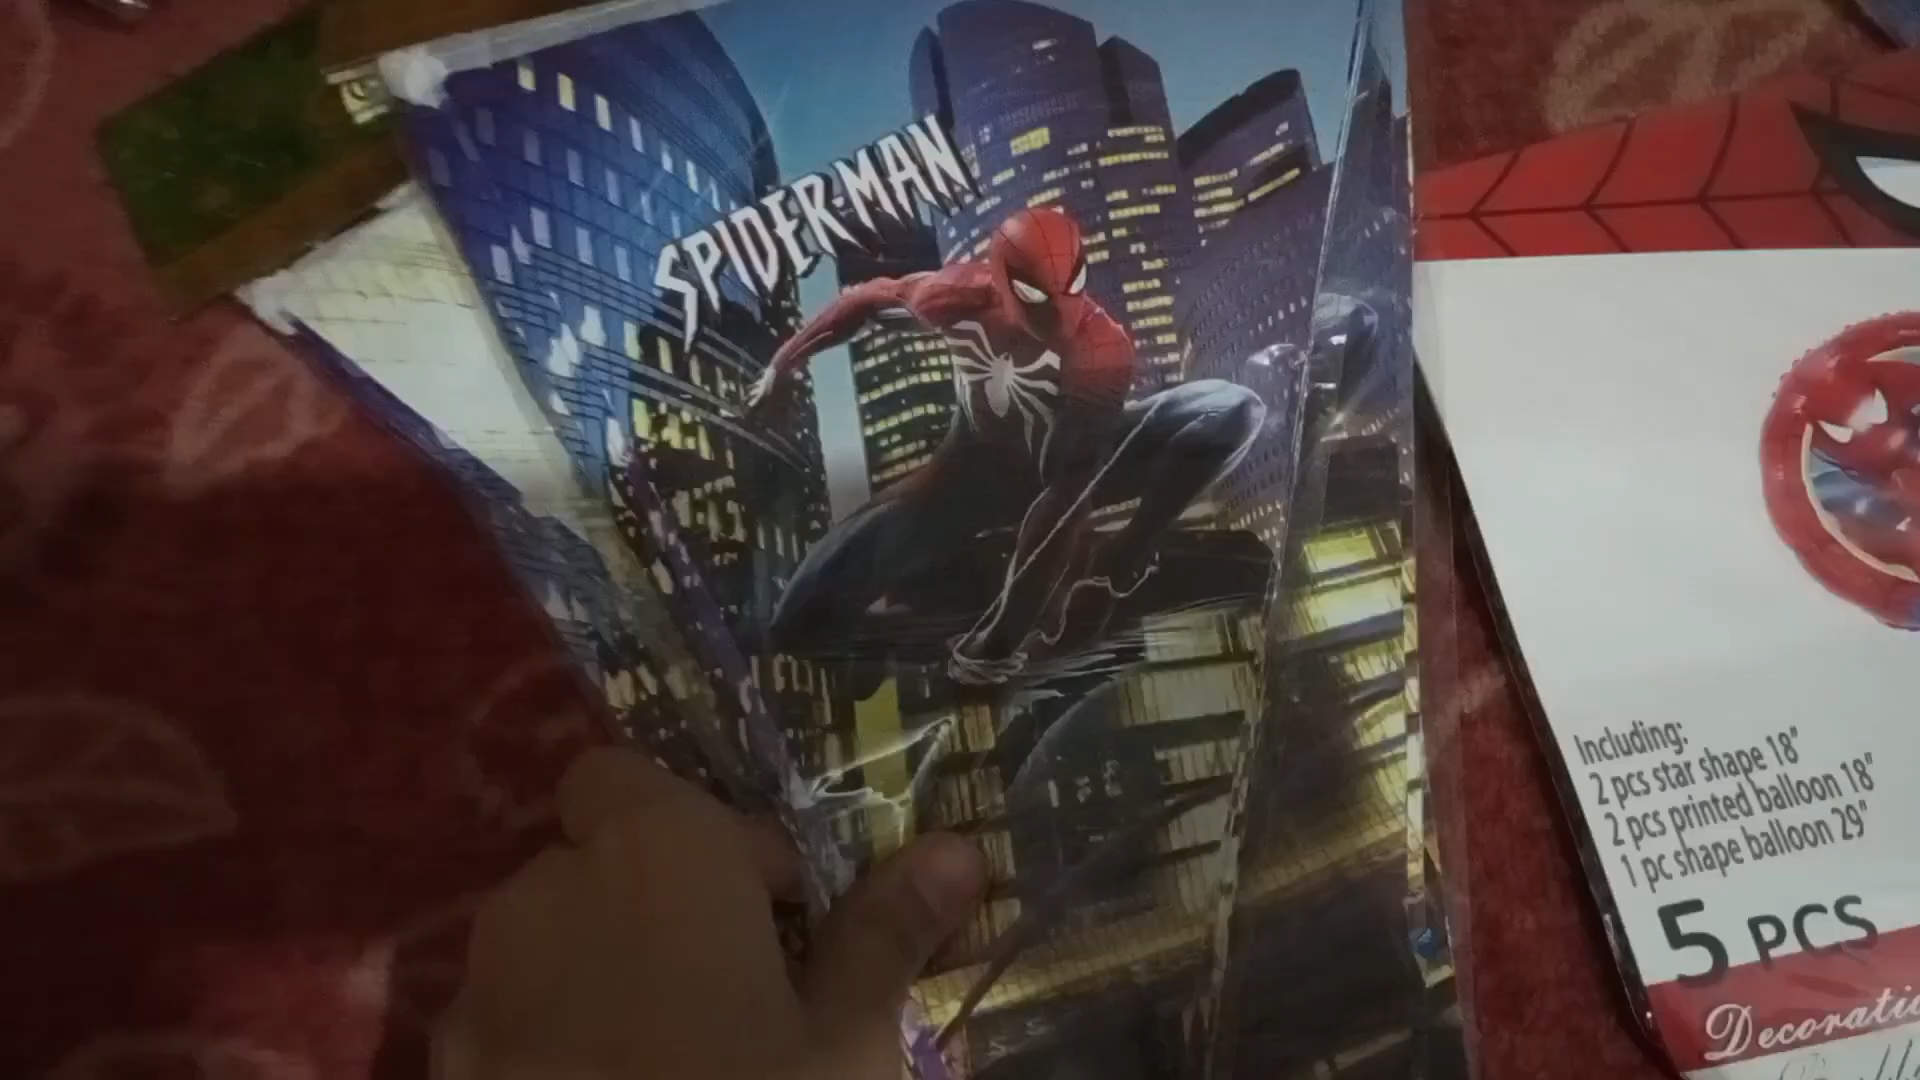 SPIDER-MAN
Including:
2 pcs star shape 18"
2 pcs printed balloon 18"
1 pc shape balloon 29"
5 PCS